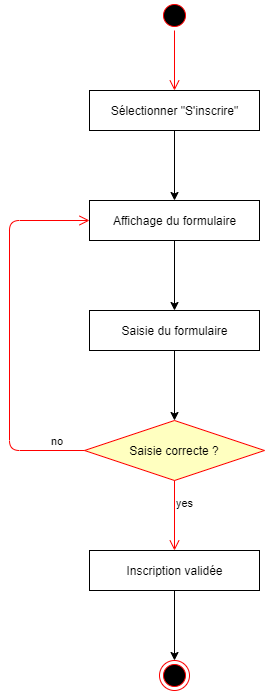 Sélectionner "S'inscrire"
Affichage du formulaire
Saisie du formulaire
Saisie correcte ?
no
yes
Inscription validée